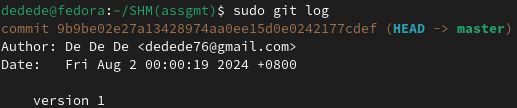 dedede@fedora:~/SHM(assgmt)$ sudo git log
commit 9b9be02e27a13428974aa0ee15d0e0242177cdef (HEAD -> master)
Author: De De De <dedede76@gmail.com>
Date:   Fri Aug 2 00:00:19 2024 +0800
    version 1